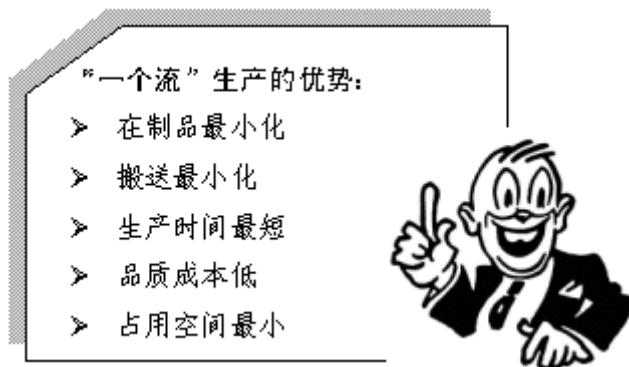 “一个流”生产的优势：
➢ 在制品最小化
➢ 搬送最小化
➢ 生产时间最短
➢ 品质成本低
➢ 占用空间最小